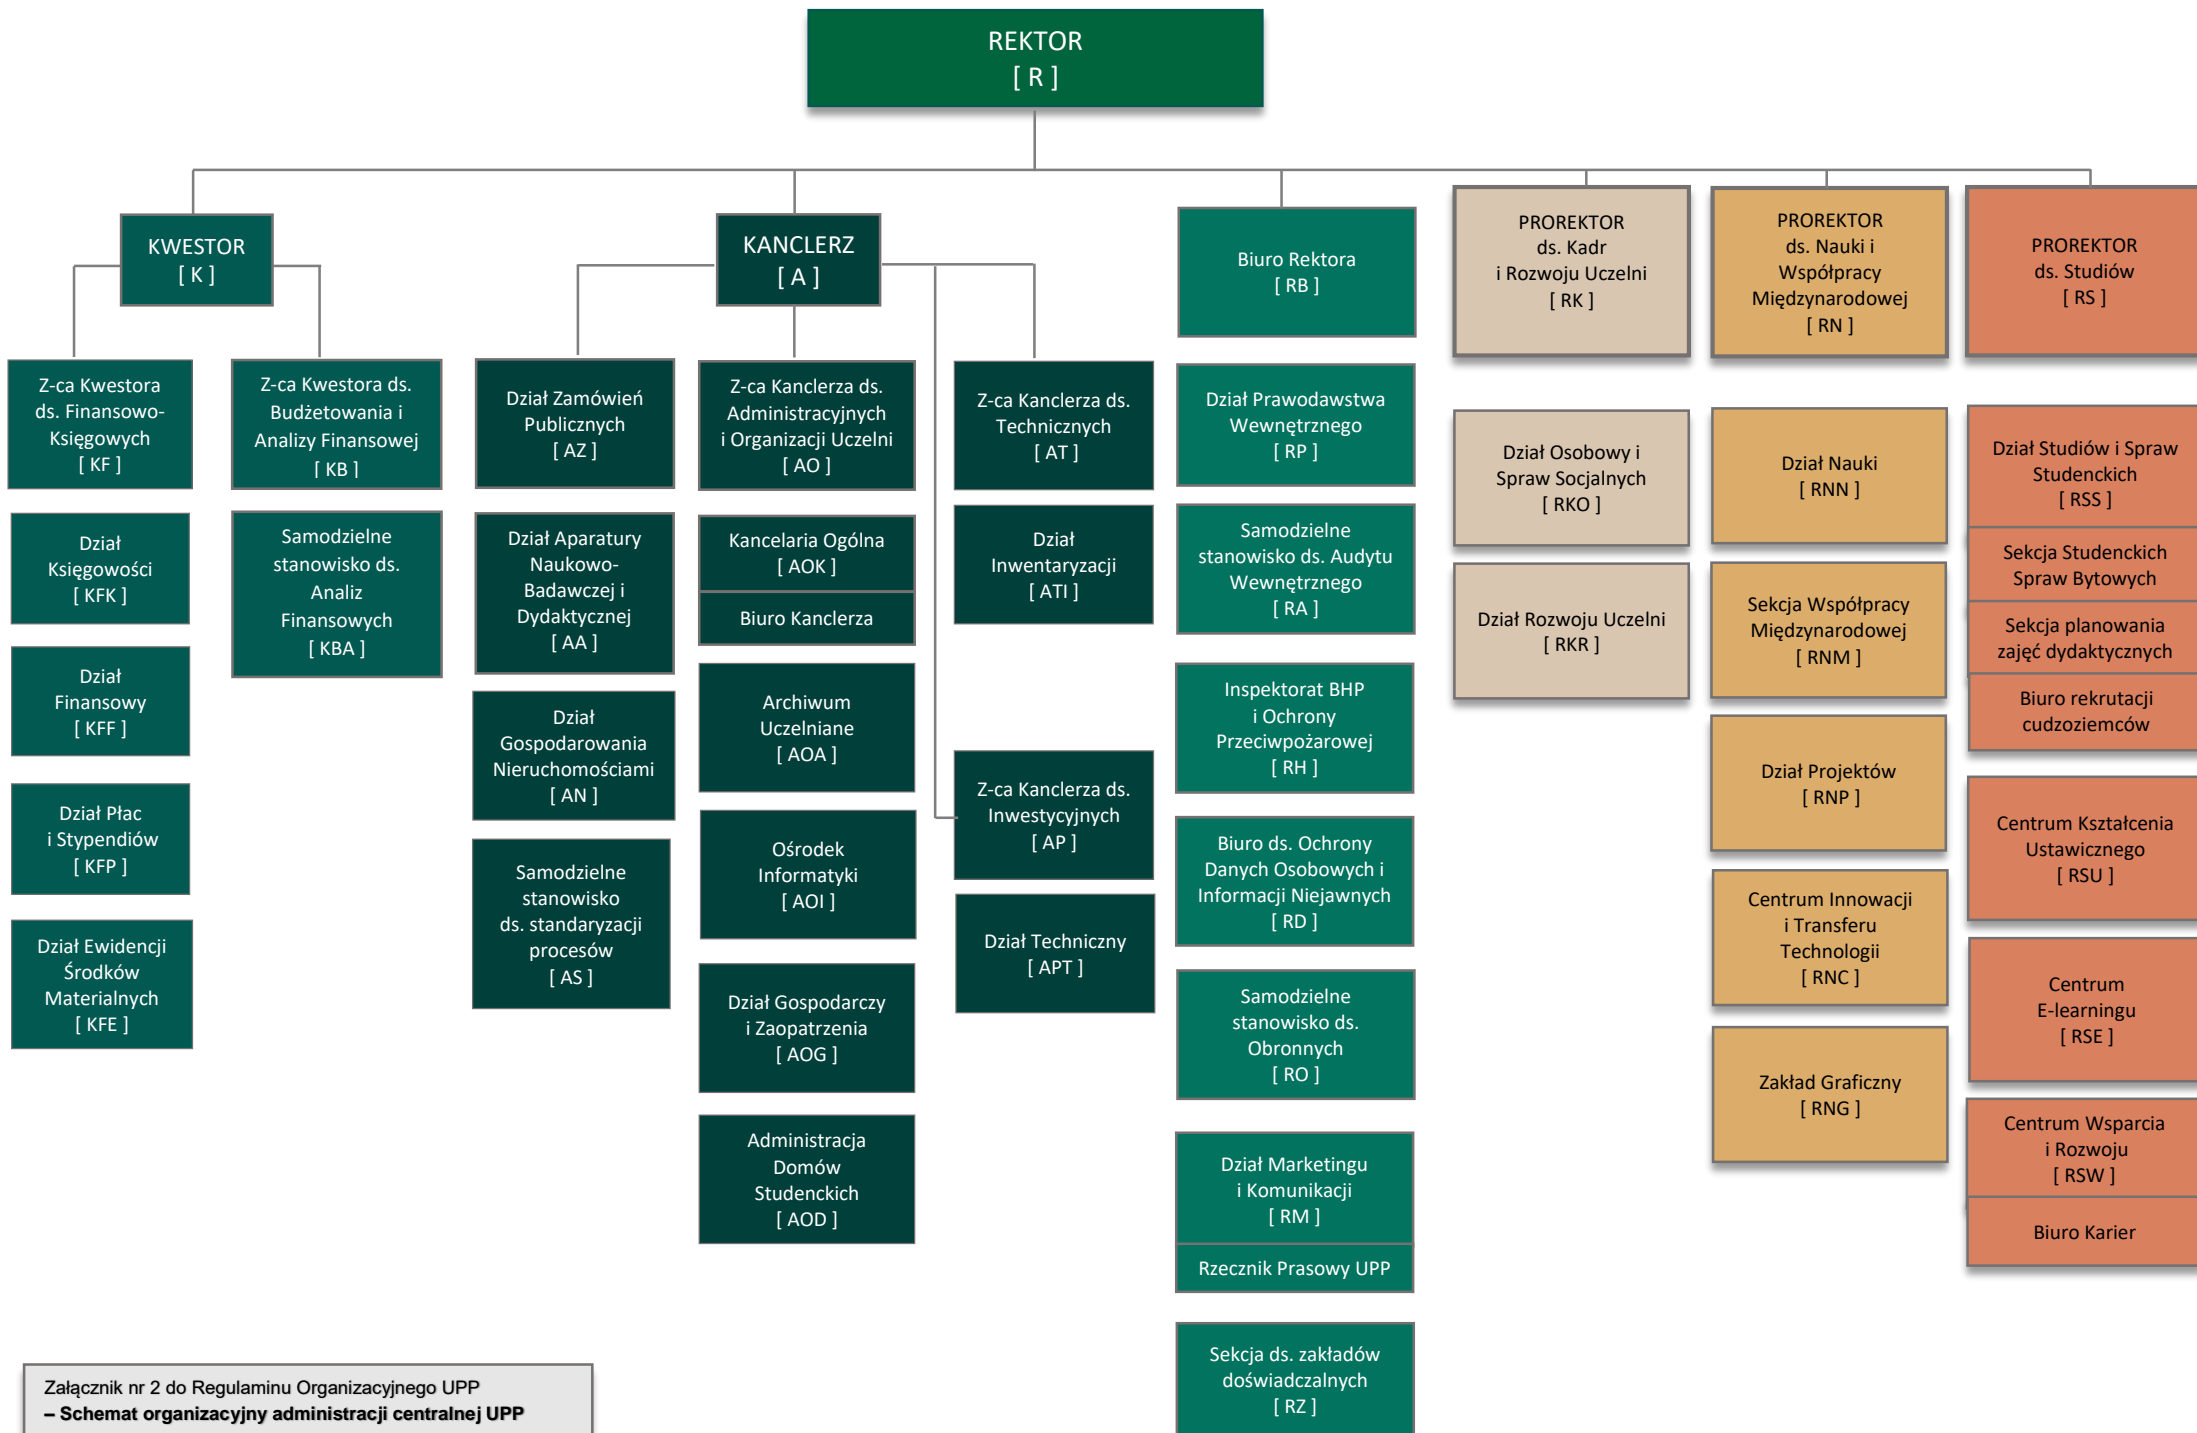 REKTOR
[ R ]
KWESTOR
[ K ]
Z-ca Kwestora
ds. Finansowo-
Księgowych
[ KF ]
Dział
Księgowości
[ KFK ]
Dział
Finansowy
[ KFF ]
Dział Płac
i Stypendiów
[ KFP ]
Dział Ewidencji
Środków
Materialnych
[ KFE ]
Z-ca Kwestora ds.
Budżetowania i
Analizy Finansowej
[ KB ]
Samodzielne
stanowisko ds.
Analiz
Finansowych
[ KBA ]
KANCLERZ
[ A ]
Dział Zamówień
Publicznych
[ AZ ]
Dział Aparatury
Naukowo-
Badawczej i
Dydaktycznej
[ AA ]
Dział
Gospodarowania
Nieruchomościami
[ AN ]
Samodzielne
stanowisko
ds. standaryzacji
procesów
[ AS ]
Z-ca Kanclerza ds.
Administracyjnych
i Organizacji Uczelni
[ AO ]
Kancelaria Ogólna
[ AOK ]
Biuro Kanclerza
Archiwum
Uczelniane
[ AOA ]
Ośrodek
Informatyki
[ AOI ]
Dział Gospodarczy
i Zaopatrzenia
[ AOG ]
Administracja
Domów
Studenckich
[ AOD ]
Z-ca Kanclerza ds.
Technicznych
[ AT ]
Dział
Inwentaryzacji
[ ATI ]
Z-ca Kanclerza ds.
Inwestycyjnych
[ AP ]
Dział Techniczny
[ APT ]
Biuro Rektora
[ RB ]
Dział Prawodawstwa
Wewnętrznego
[ RP ]
Samodzielne
stanowisko ds. Audytu
Wewnętrznego
[ RA ]
Inspektorat BHP
i Ochrony
Przeciwpożarowej
[ RH ]
Biuro ds. Ochrony
Danych Osobowych i
Informacji Niejawnych
[ RD ]
Samodzielne
stanowisko ds.
Obronnych
[ RO ]
Dział Marketingu
i Komunikacji
[ RM ]
Rzecznik Prasowy UPP
Sekcja ds. zakładów
doświadczalnych
[ RZ ]
PROREKTOR
ds. Kadr
i Rozwoju Uczelni
[ RK ]
Dział Osobowy i
Spraw Socjalnych
[ RKO ]
Dział Rozwoju Uczelni
[ RKR ]
PROREKTOR
ds. Nauki i
Współpracy
Międzynarodowej
[ RN ]
Dział Nauki
[ RNN ]
Sekcja Współpracy
Międzynarodowej
[ RNM ]
Dział Projektów
[ RNP ]
Centrum Innowacji
i Transferu
Technologii
[ RNC ]
Zakład Graficzny
[ RNG ]
PROREKTOR
ds. Studiów
[ RS ]
Dział Studiów i Spraw
Studenckich
[ RSS ]
Sekcja Studenckich
Spraw Bytowych
Sekcja planowania
zajęć dydaktycznych
Biuro rekrutacji
cudzoziemców
Centrum Kształcenia
Ustawicznego
[ RSU ]
Centrum
E-learningu
[ RSE ]
Centrum Wsparcia
i Rozwoju
[ RSW ]
Biuro Karier
Załącznik nr 2 do Regulaminu Organizacyjnego UPP
– Schemat organizacyjny administracji centralnej UPP